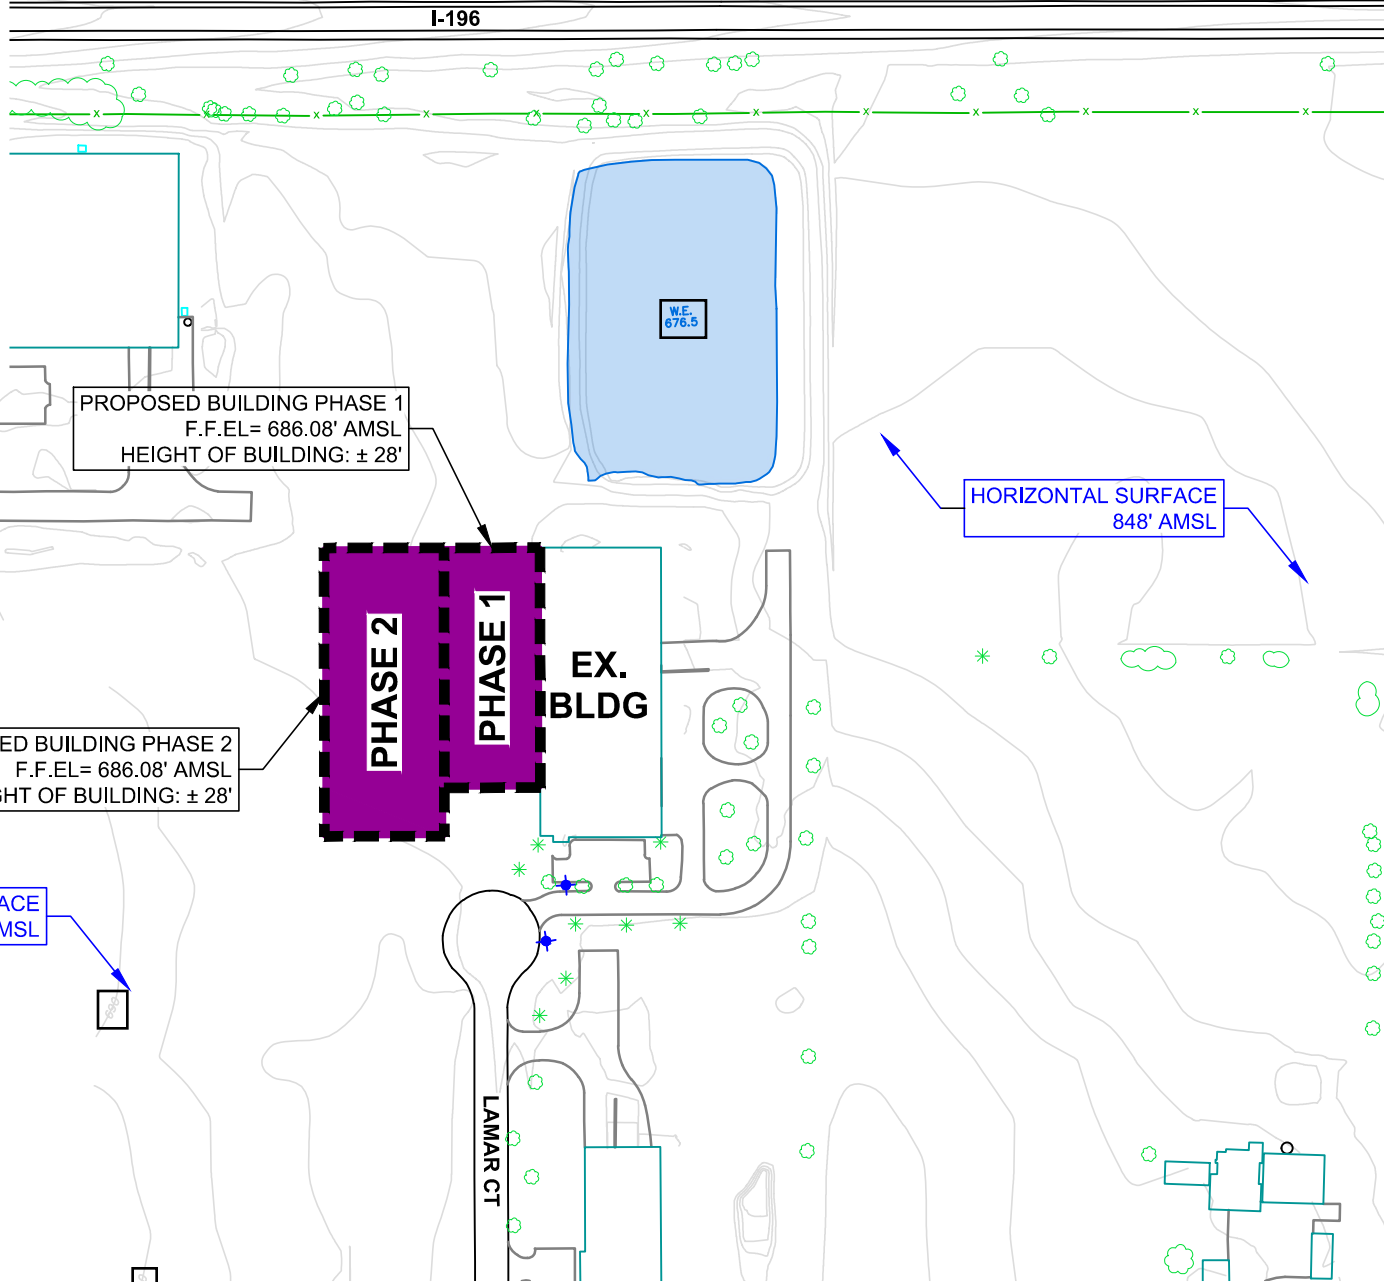 I-196
W.E.
676.5
PROPOSED BUILDING PHASE 1
F.F.EL= 686.08' AMSL
HEIGHT OF BUILDING: ± 28'
HORIZONTAL SURFACE
848' AMSL
PHASE 2
PHASE 1
EX.
BLDG
ED BUILDING PHASE 2
F.F.EL= 686.08' AMSL
GHT OF BUILDING: ± 28'
ACE
MSL
LAMAR CT